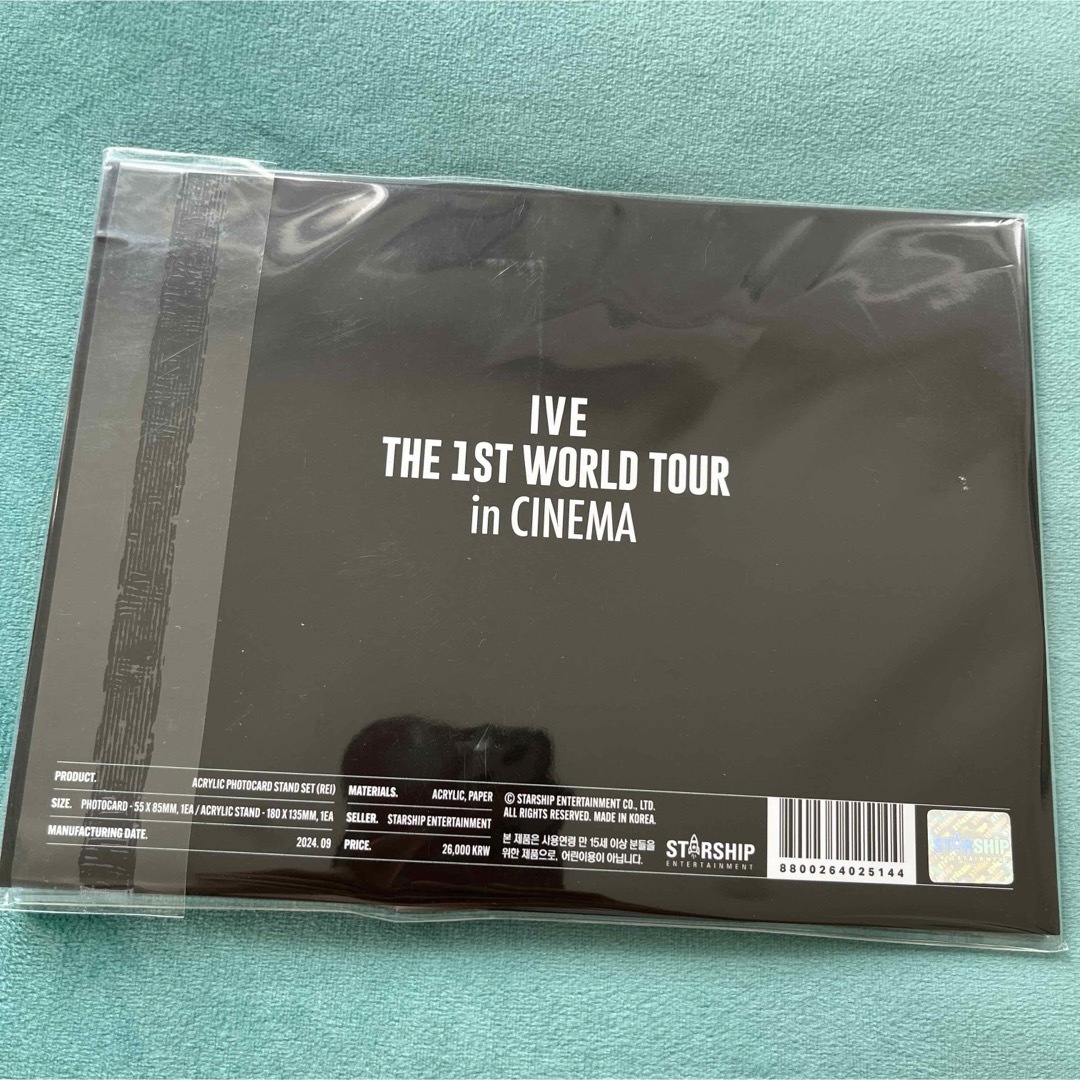 IVE
THE 1ST WORLD TOUR
in CINEMA
PRODUCT. ACRYLIC PHOTOCARD STAND SET (REI)
SIZE. PHOTOCARD - 55 X 85MM, 1EA / ACRYLIC STAND - 180 X 135MM, 1EA
MANUFACTURING DATE. 2024. 09
MATERIALS. ACRYLIC, PAPER
SELLER. STARSHIP ENTERTAINMENT
PRICE. 26,000 KRW
© STARSHIP ENTERTAINMENT CO., LTD.
ALL RIGHTS RESERVED. MADE IN KOREA.
본 제품은 사용연령 만 15세 이상 분들을
위한 제품으로, 어린이용이 아닙니다.
STARSHIP
ENTERTAINMENT
8800264025144
STARSHIP
ENTERTAINMENT